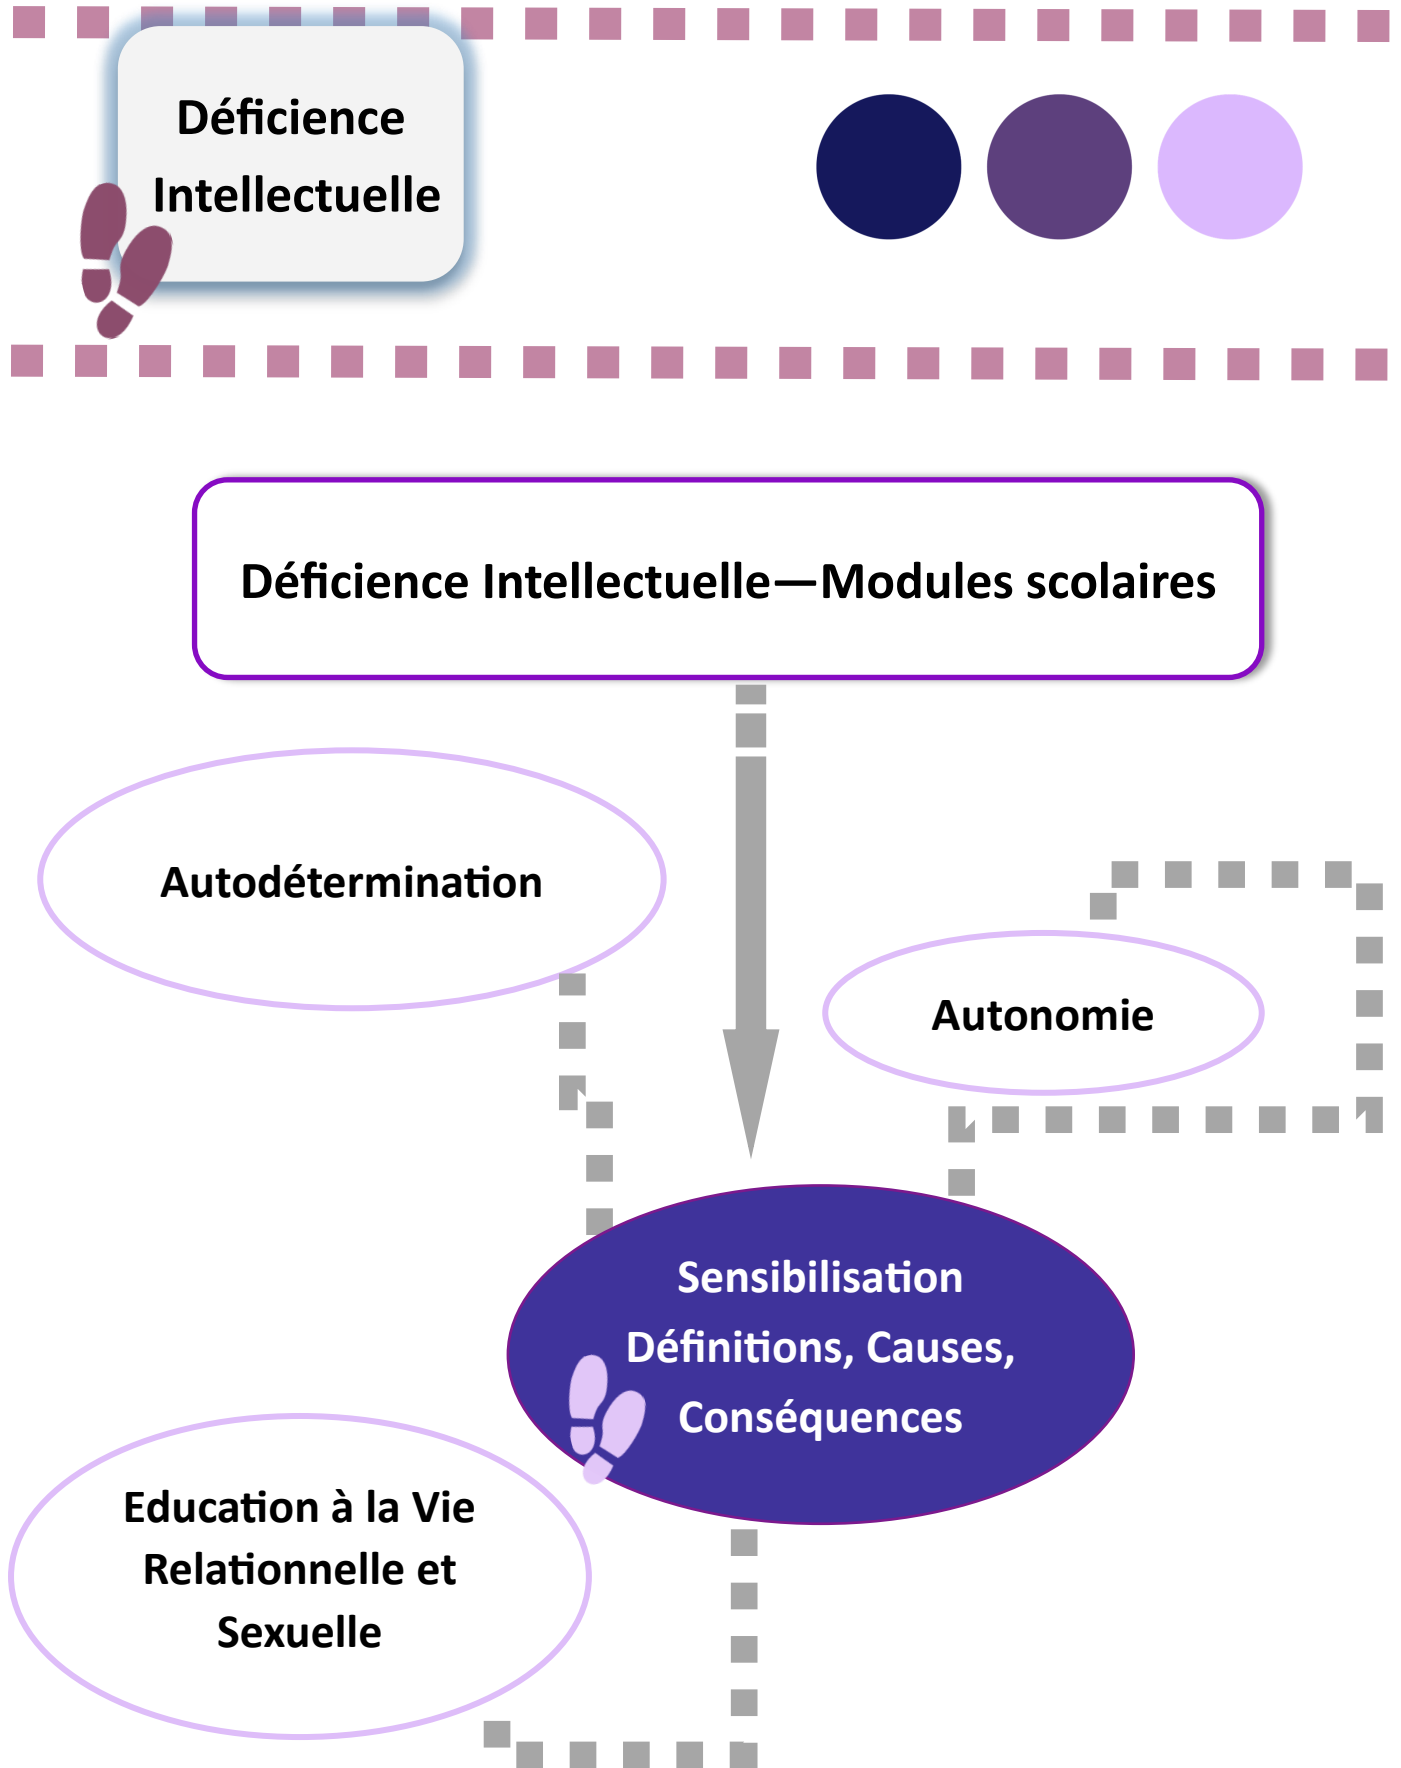 Déficience
Intellectuelle
Déficience Intellectuelle—Modules scolaires
Autodétermination
Autonomie
Sensibilisation
Définitions, Causes,
Conséquences
Education à la Vie
Relationnelle et
Sexuelle